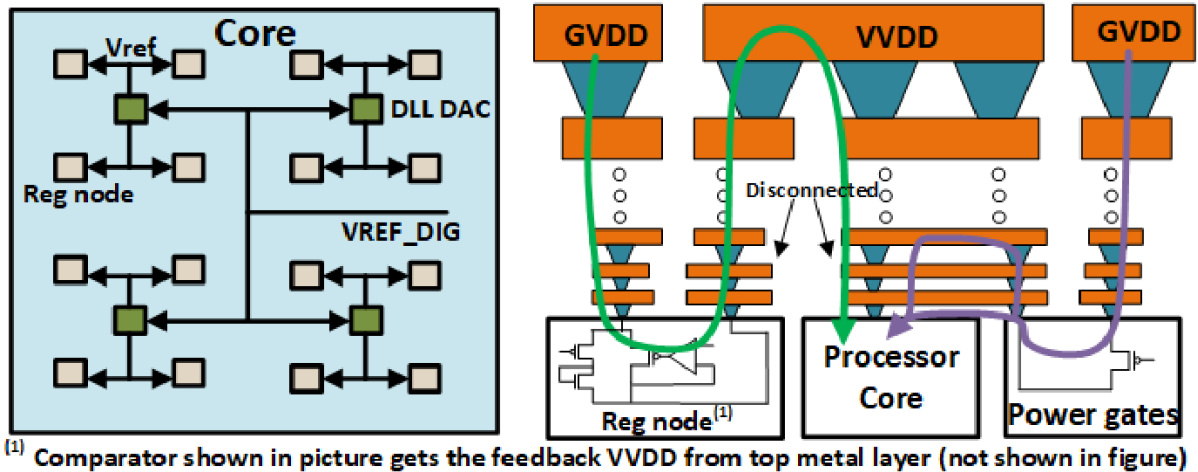 Core
Vref
DLL DAC
Reg node
VREF_DIG
GVDD
VVDD
GVDD
Disconnected
Reg node(1)
Processor
Core
Power gates
(1) Comparator shown in picture gets the feedback VVDD from top metal layer (not shown in figure)